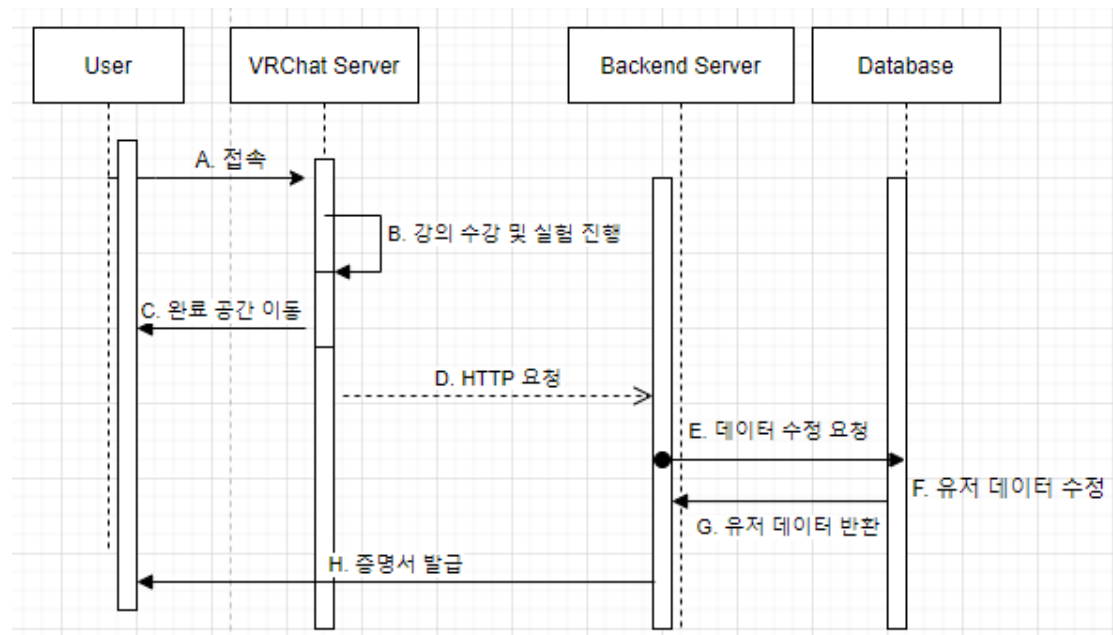 User
VRChat Server
Backend Server
Database
A. 접속
B. 강의 수강 및 실험 진행
C. 완료 공간 이동
D. HTTP 요청
E. 데이터 수정 요청
F. 유저 데이터 수정
G. 유저 데이터 반환
H. 증명서 발급